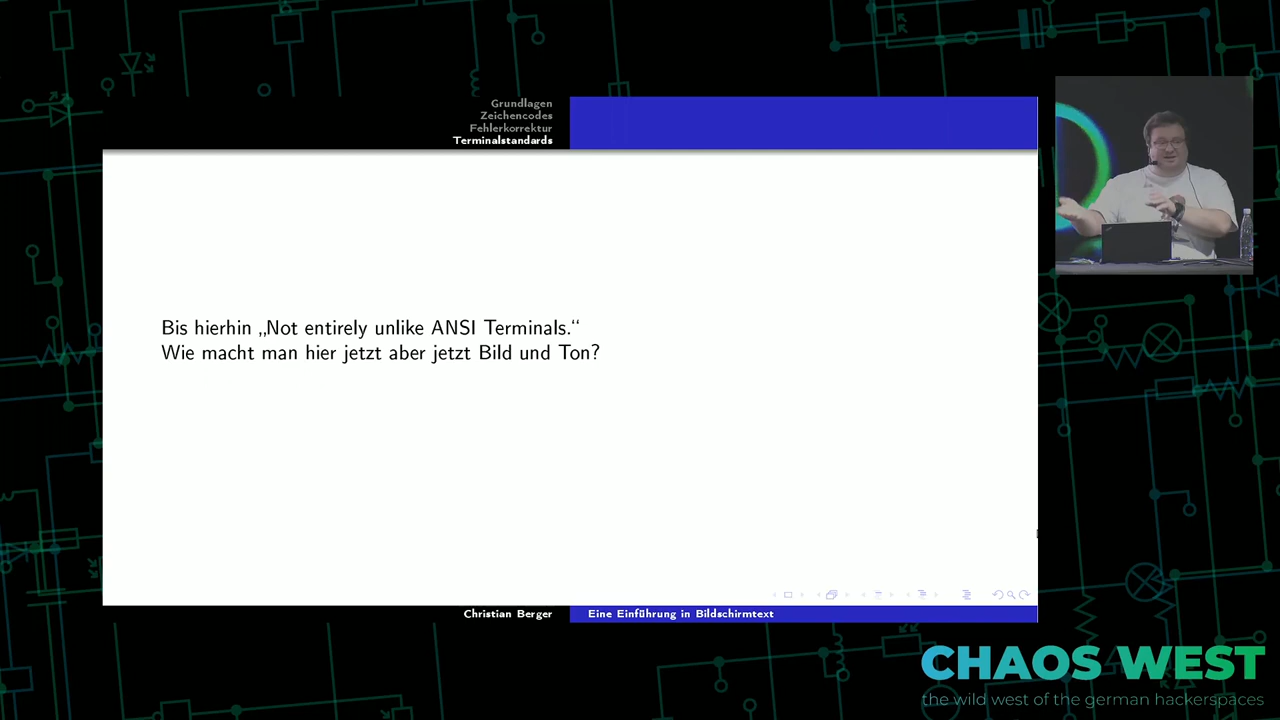 Grundlagen
Zeichencodes
Fehlerkorrektur
Terminalstandards
Bis hierhin „Not entirely unlike ANSI Terminals.“
Wie macht man hier jetzt aber jetzt Bild und Ton?
Christian Berger
Eine Einführung in Bildschirmtext
CHAOS WEST
the wild west of the german hackerspaces